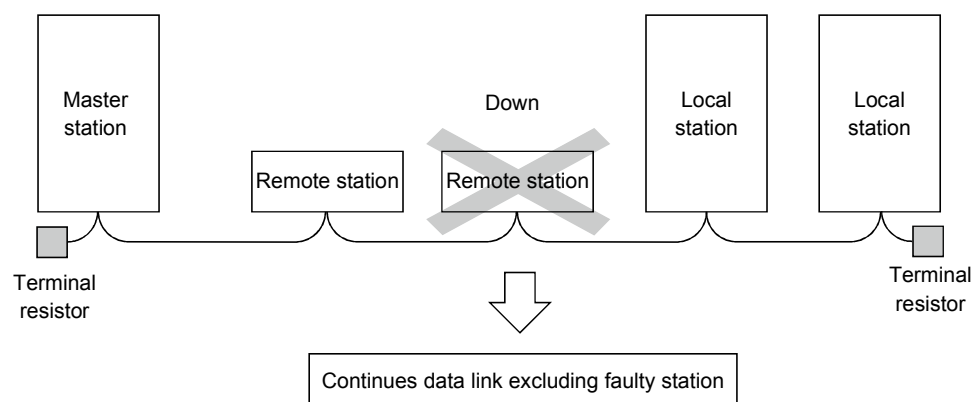 Master
station
Remote station
Down
Remote station
Local
station
Local
station
Terminal
resistor
Terminal
resistor
Continues data link excluding faulty station